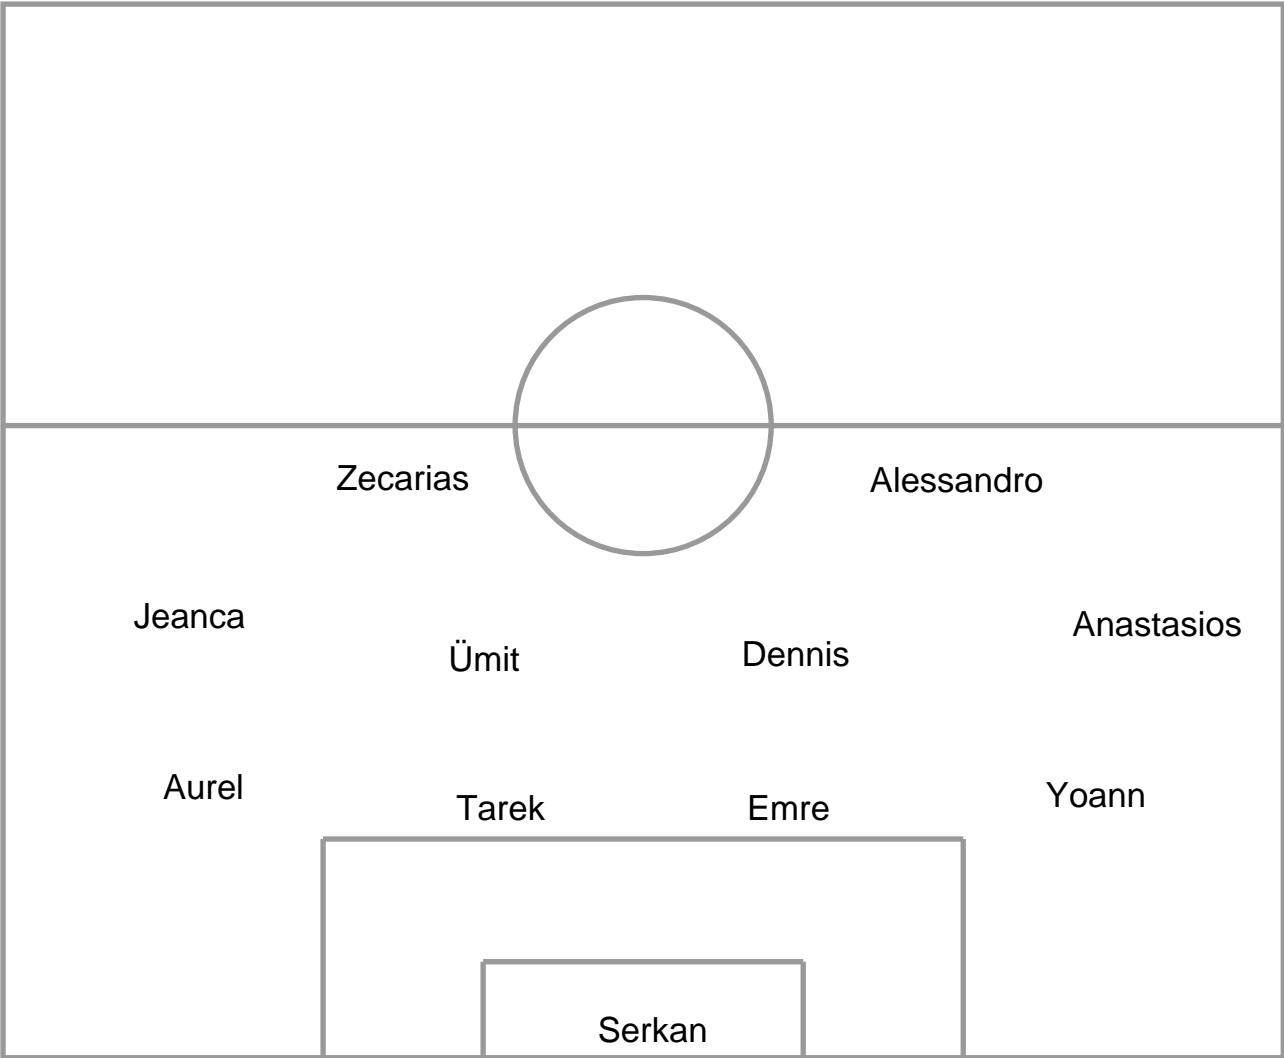 Zecarias
Alessandro
Jeanca
Anastasios
Ümit
Dennis
Aurel
Tarek
Emre
Yoann
Serkan